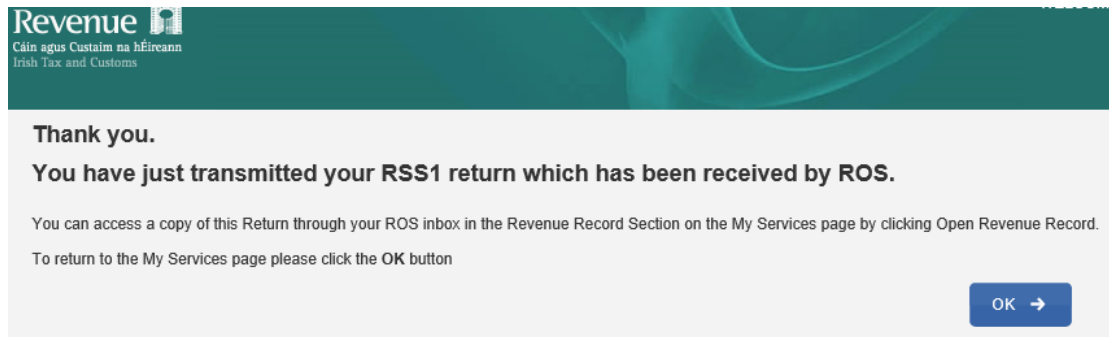 Revenue
Cáin agus Custaim na hÉireann
Irish Tax and Customs
Thank you.
You have just transmitted your RSS1 return which has been received by ROS.
You can access a copy of this Return through your ROS inbox in the Revenue Record Section on the My Services page by clicking Open Revenue Record.
To return to the My Services page please click the OK button
OK →